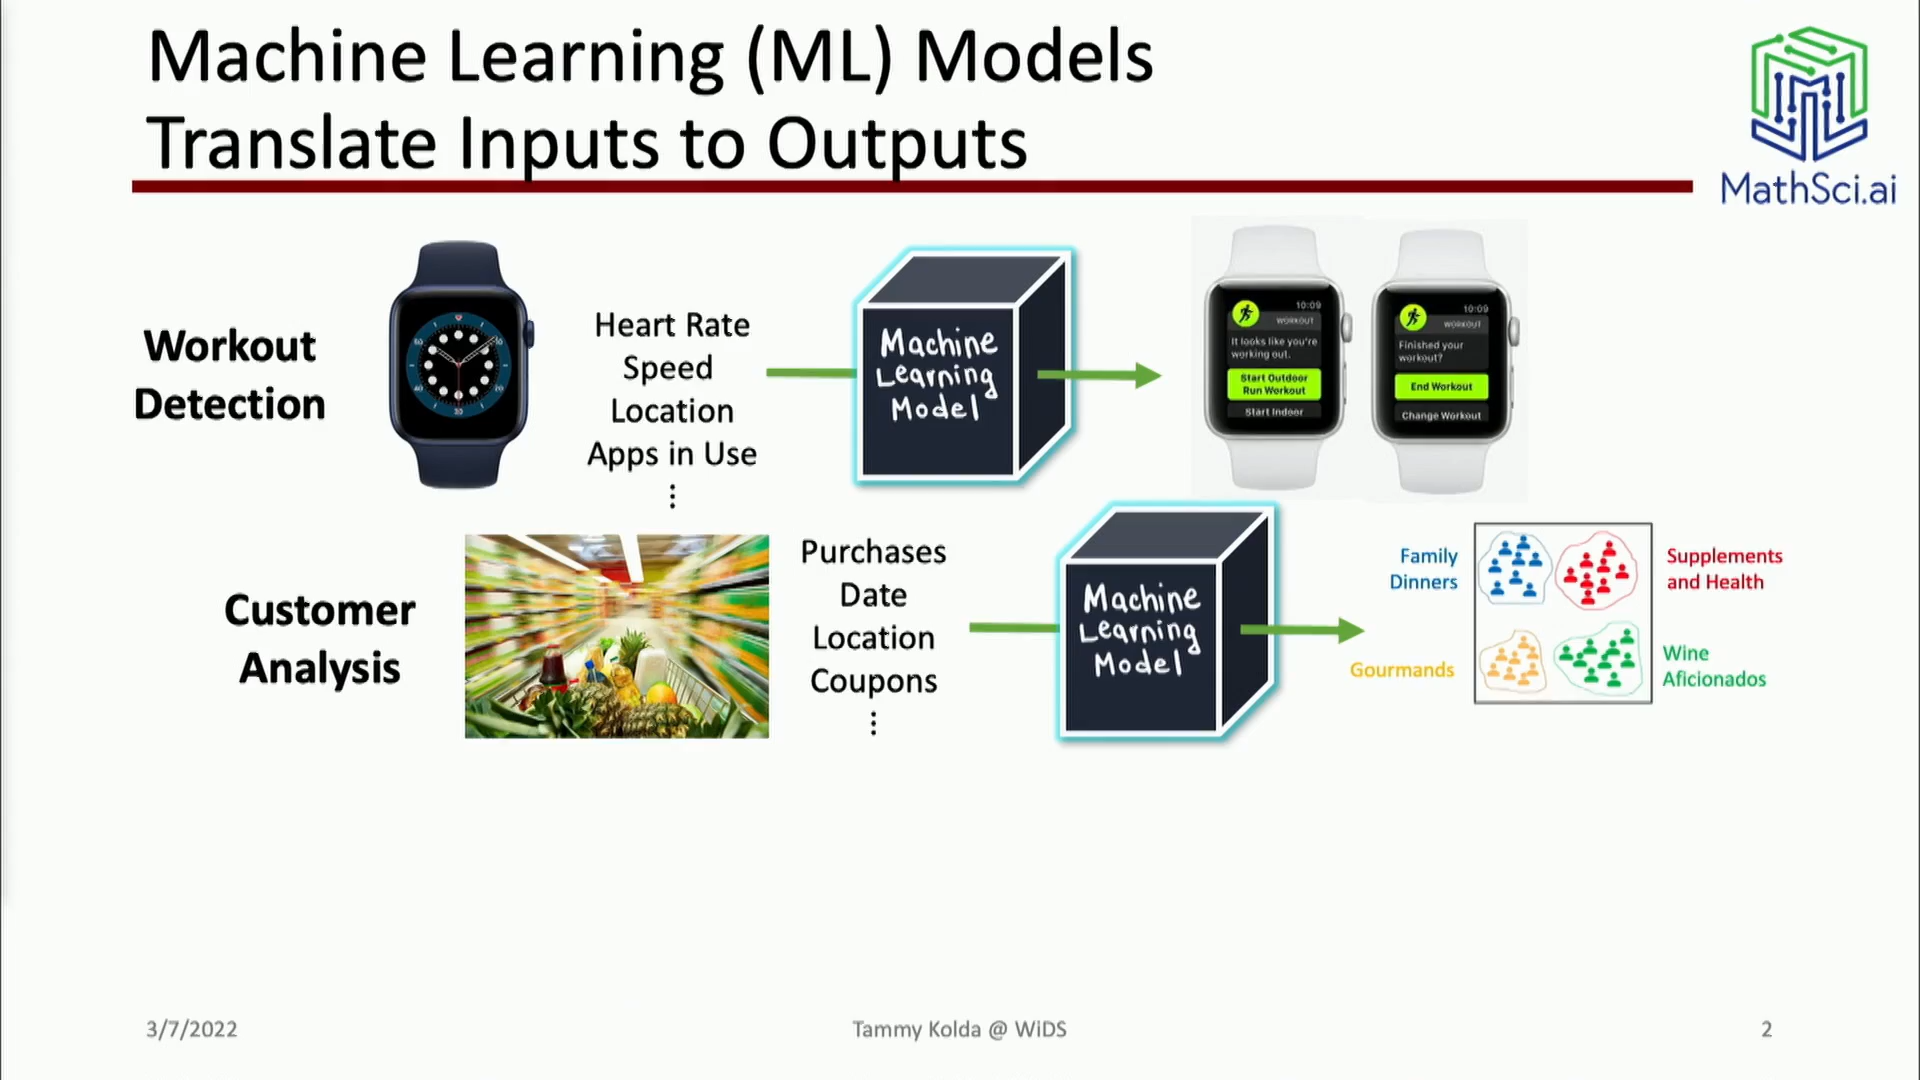 Machine Learning (ML) Models
Translate Inputs to Outputs
MathSci.ai
Workout
Detection
Heart Rate
Speed
Location
Apps in Use
⋮
Machine
Learning
Model
10:09
WORKOUT
It looks like you're
working out.
Start Outdoor
Run Workout
Start Indoor
10:09
WORKOUT
Finished your
workout?
End Workout
Change Workout
Customer
Analysis
Purchases
Date
Location
Coupons
⋮
Machine
Learning
Model
Family
Dinners
Supplements
and Health
Gourmands
Wine
Aficionados
3/7/2022
Tammy Kolda @ WiDS
2